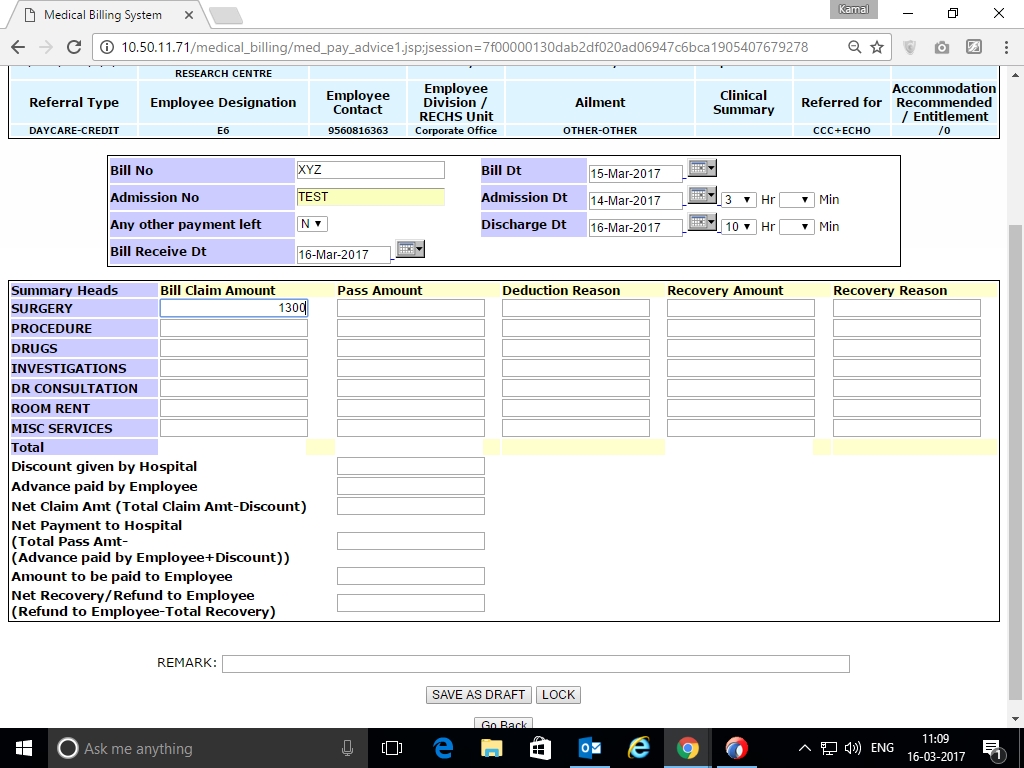 Medical Billing System
Kamal
10.50.11.71/medical_billing/med_pay_advice1.jsp;jsession=7f00000130dab2df020ad06947c6bca1905407679278
RESEARCH CENTRE
Referral Type Employee Designation Employee Contact Employee Division / RECHS Unit Ailment Clinical Summary Referred for Accommodation Recommended / Entitlement
DAYCARE-CREDIT E6 9560816363 Corporate Office OTHER-OTHER CCC+ECHO /0
Bill No XYZ Bill Dt 15-Mar-2017
Admission No TEST Admission Dt 14-Mar-2017 3 Hr Min
Any other payment left N Discharge Dt 16-Mar-2017 10 Hr Min
Bill Receive Dt 16-Mar-2017
Summary Heads Bill Claim Amount Pass Amount Deduction Reason Recovery Amount Recovery Reason
SURGERY 1300
PROCEDURE
DRUGS
INVESTIGATIONS
DR CONSULTATION
ROOM RENT
MISC SERVICES
Total
Discount given by Hospital
Advance paid by Employee
Net Claim Amt (Total Claim Amt-Discount)
Net Payment to Hospital
(Total Pass Amt-
(Advance paid by Employee+Discount))
Amount to be paid to Employee
Net Recovery/Refund to Employee
(Refund to Employee-Total Recovery)
REMARK:
SAVE AS DRAFT LOCK
Go Back
Ask me anything
ENG
11:09
16-03-2017
1